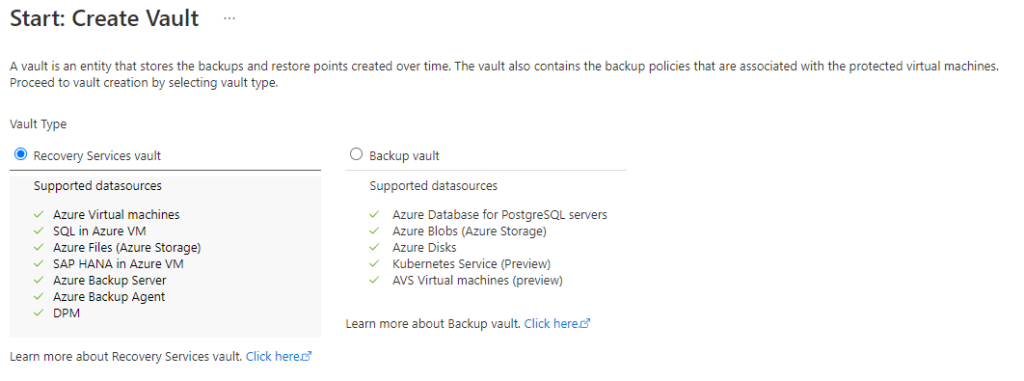 Start: Create Vault ...
A vault is an entity that stores the backups and restore points created over time. The vault also contains the backup policies that are associated with the protected virtual machines.
Proceed to vault creation by selecting vault type.
Vault Type
Recovery Services vault
Supported datasources
Azure Virtual machines
SQL in Azure VM
Azure Files (Azure Storage)
SAP HANA in Azure VM
Azure Backup Server
Azure Backup Agent
DPM
Learn more about Recovery Services vault. Click here
Backup vault
Supported datasources
Azure Database for PostgreSQL servers
Azure Blobs (Azure Storage)
Azure Disks
Kubernetes Service (Preview)
AVS Virtual machines (preview)
Learn more about Backup vault. Click here